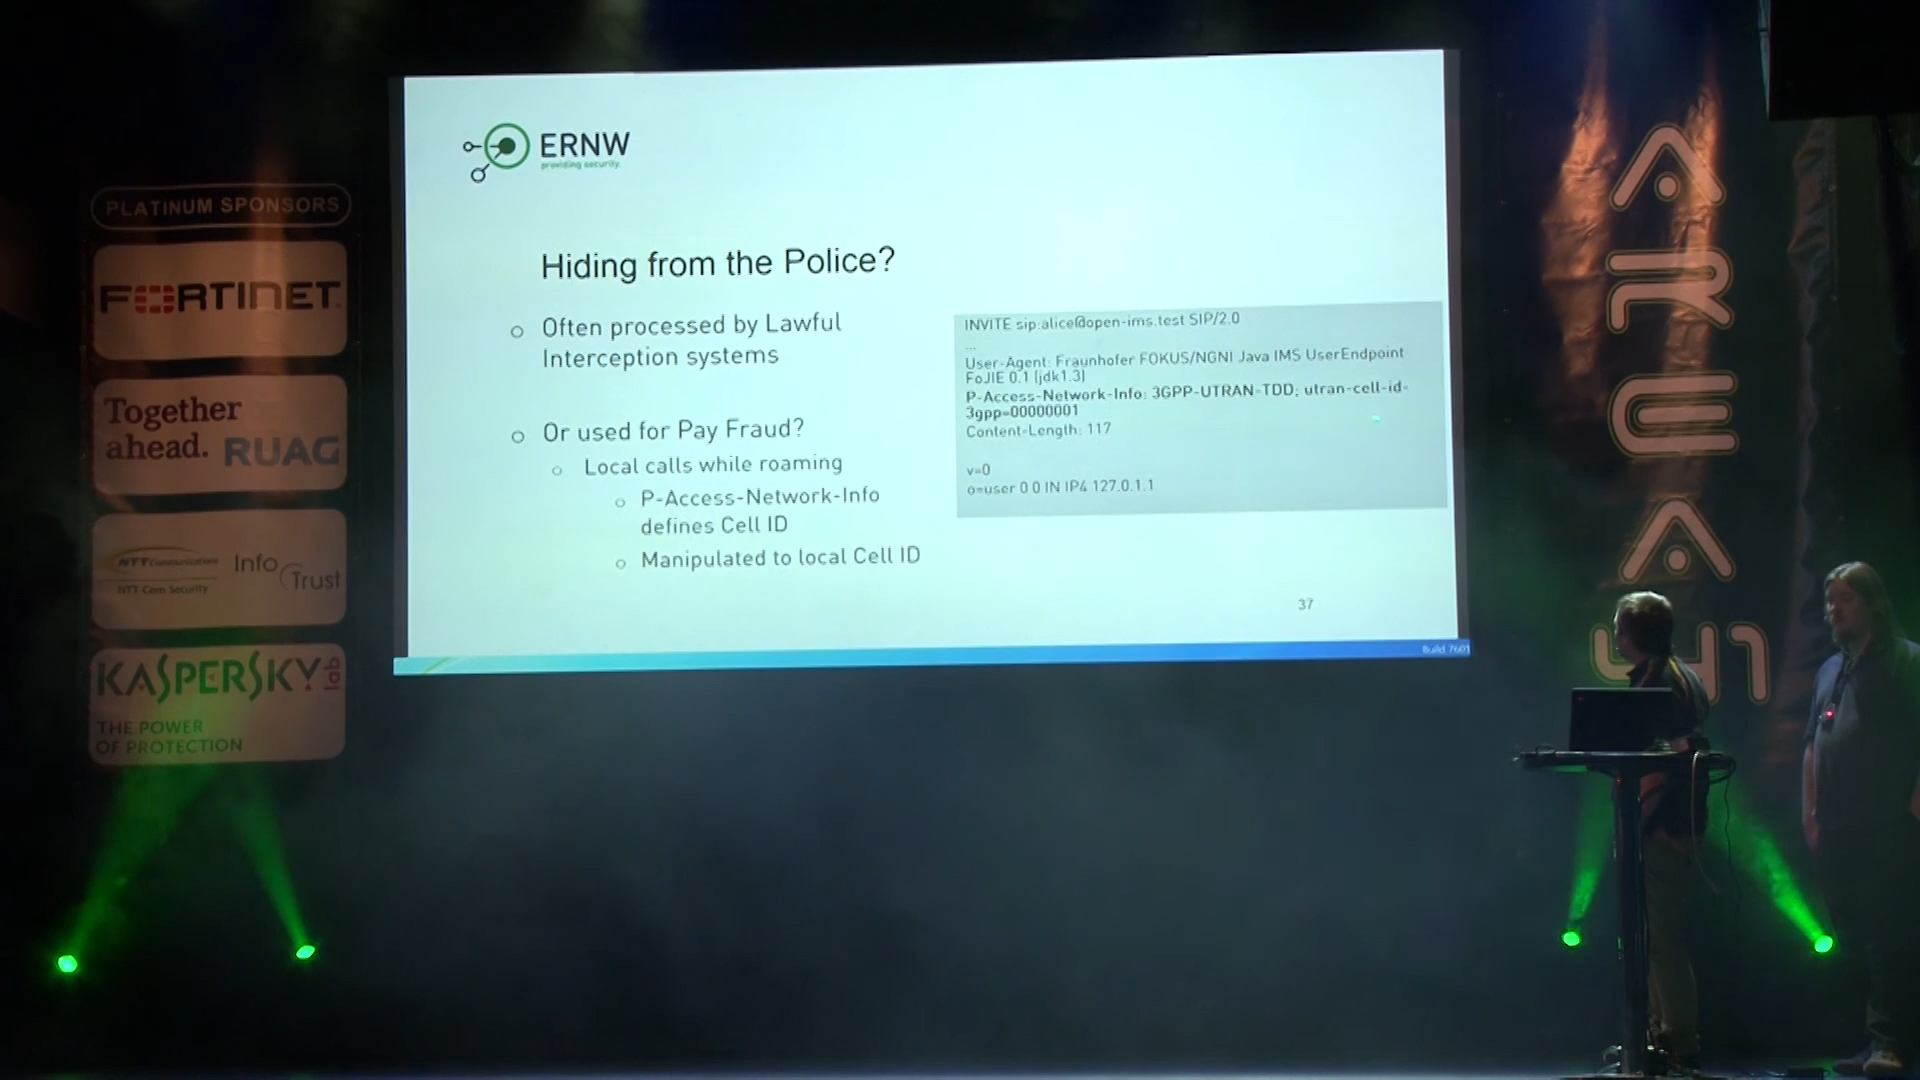 PLATINUM SPONSORS
FORTINET
Together
ahead. RUAG
NTT Communications
NTT Com Security
Info
Trust
KASPERSKY lab
THE POWER
OF PROTECTION
ERNW
providing security.
Hiding from the Police?
Often processed by Lawful
Interception systems
Or used for Pay Fraud?
Local calls while roaming
P-Access-Network-Info
defines Cell ID
Manipulated to local Cell ID
INVITE sip:alice@open-ims.test SIP/2.0
...
User-Agent: Fraunhofer FOKUS/NGNI Java IMS UserEndpoint
FoJIE 0.1 (jdk1.3)
P-Access-Network-Info: 3GPP-UTRAN-TDD; utran-cell-id-
3gpp=00000001
Content-Length: 117
v=0
o=user 0 0 IN IP4 127.0.1.1
37
Build 7601
AREA41